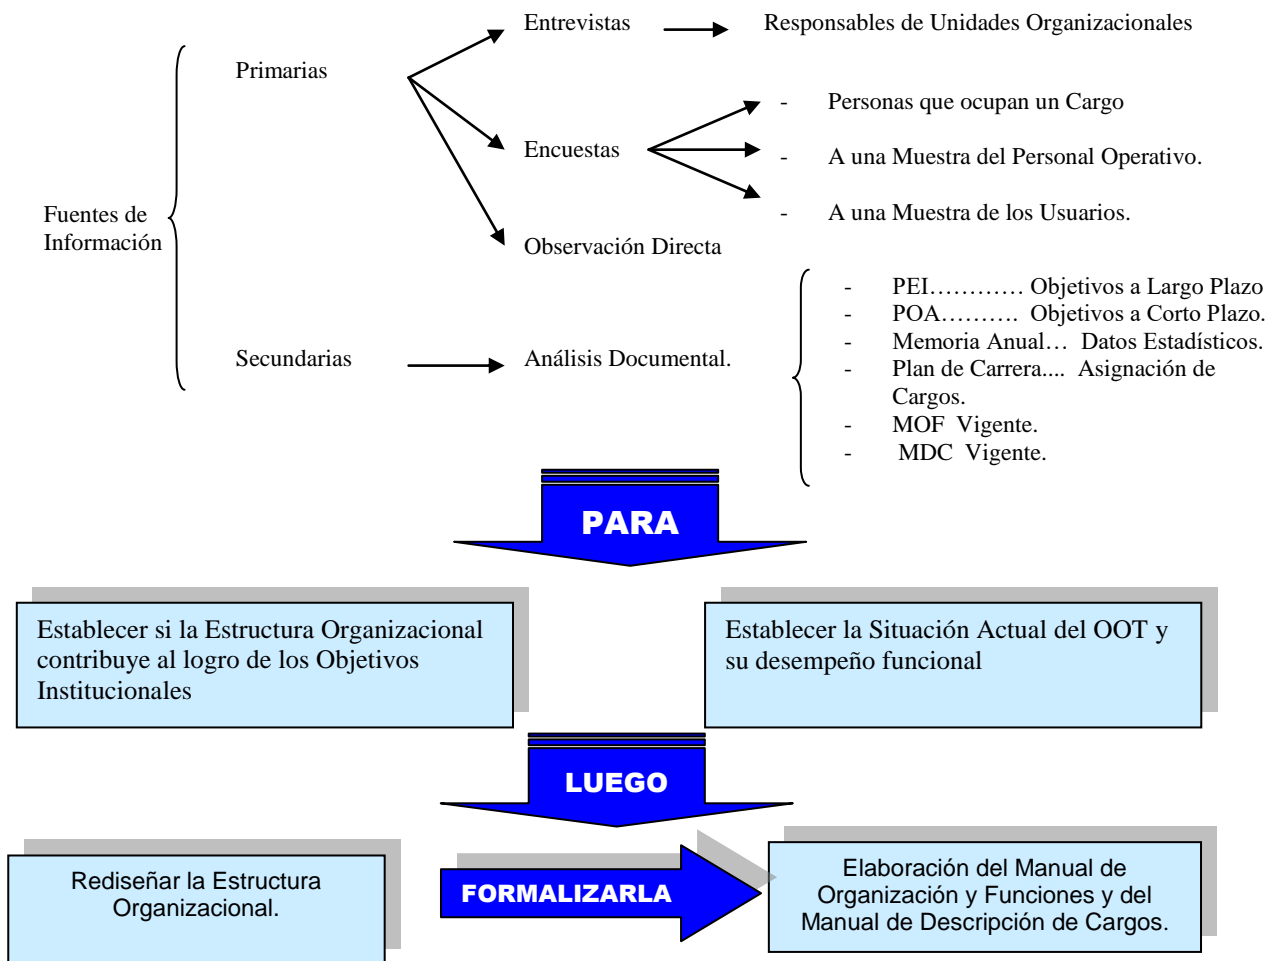 Entrevistas
Responsables de Unidades Organizacionales
Primarias
- Personas que ocupan un Cargo
Encuestas
- A una Muestra del Personal Operativo.
- A una Muestra de los Usuarios.
Fuentes de
Información
Observación Directa
- PEI………… Objetivos a Largo Plazo
- POA………. Objetivos a Corto Plazo.
- Memoria Anual… Datos Estadísticos.
- Plan de Carrera.... Asignación de
Cargos.
- MOF Vigente.
- MDC Vigente.
Secundarias
Análisis Documental.
PARA
Establecer si la Estructura Organizacional
contribuye al logro de los Objetivos
Institucionales
Establecer la Situación Actual del OOT y
su desempeño funcional
LUEGO
Rediseñar la Estructura
Organizacional.
FORMALIZARLA
Elaboración del Manual de
Organización y Funciones y del
Manual de Descripción de Cargos.